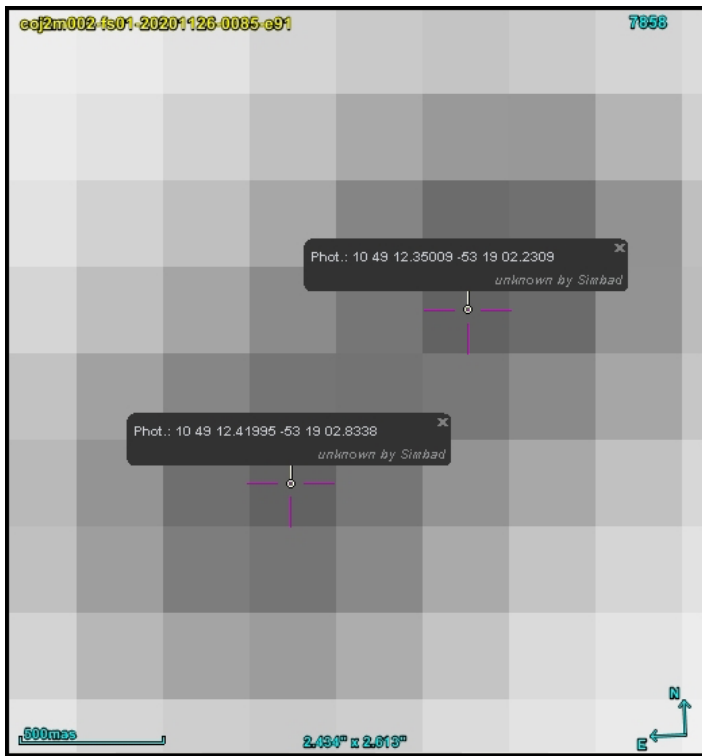 coj2m002-fs01-20201126-0085-e91
7858
Phot.: 10 49 12.35009 -53 19 02.2309
unknown by Simbad
Phot.: 10 49 12.41995 -53 19 02.8338
unknown by Simbad
N
500mas
2.434" x 2.613"
E